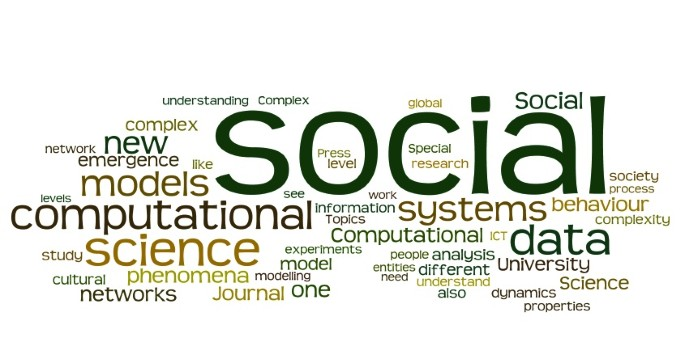 understanding Complex global Social
complex social
network new Press Special
emergence like level research
models society
levels see work process
computational information systems behaviour
Topics complexity
study science Computational ICT data
experiments people analysis
cultural phenomena model entities different University
modelling need understand Science
networks Journal one also dynamics
properties